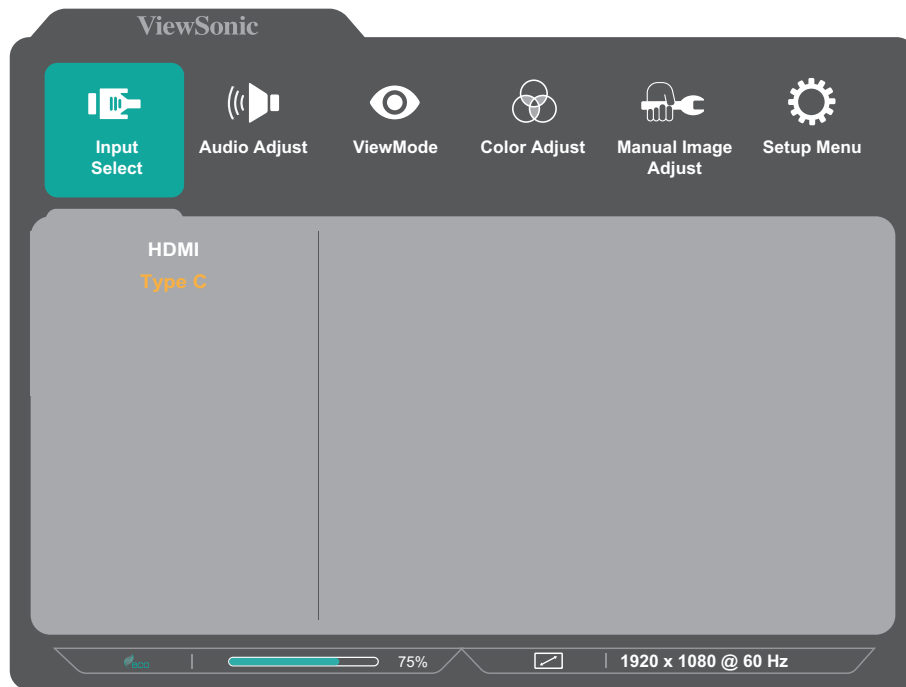 ViewSonic
Input
Select
Audio Adjust
ViewMode
Color Adjust
Manual Image
Adjust
Setup Menu
HDMI
Type C
eco
75%
1920 x 1080 @ 60 Hz